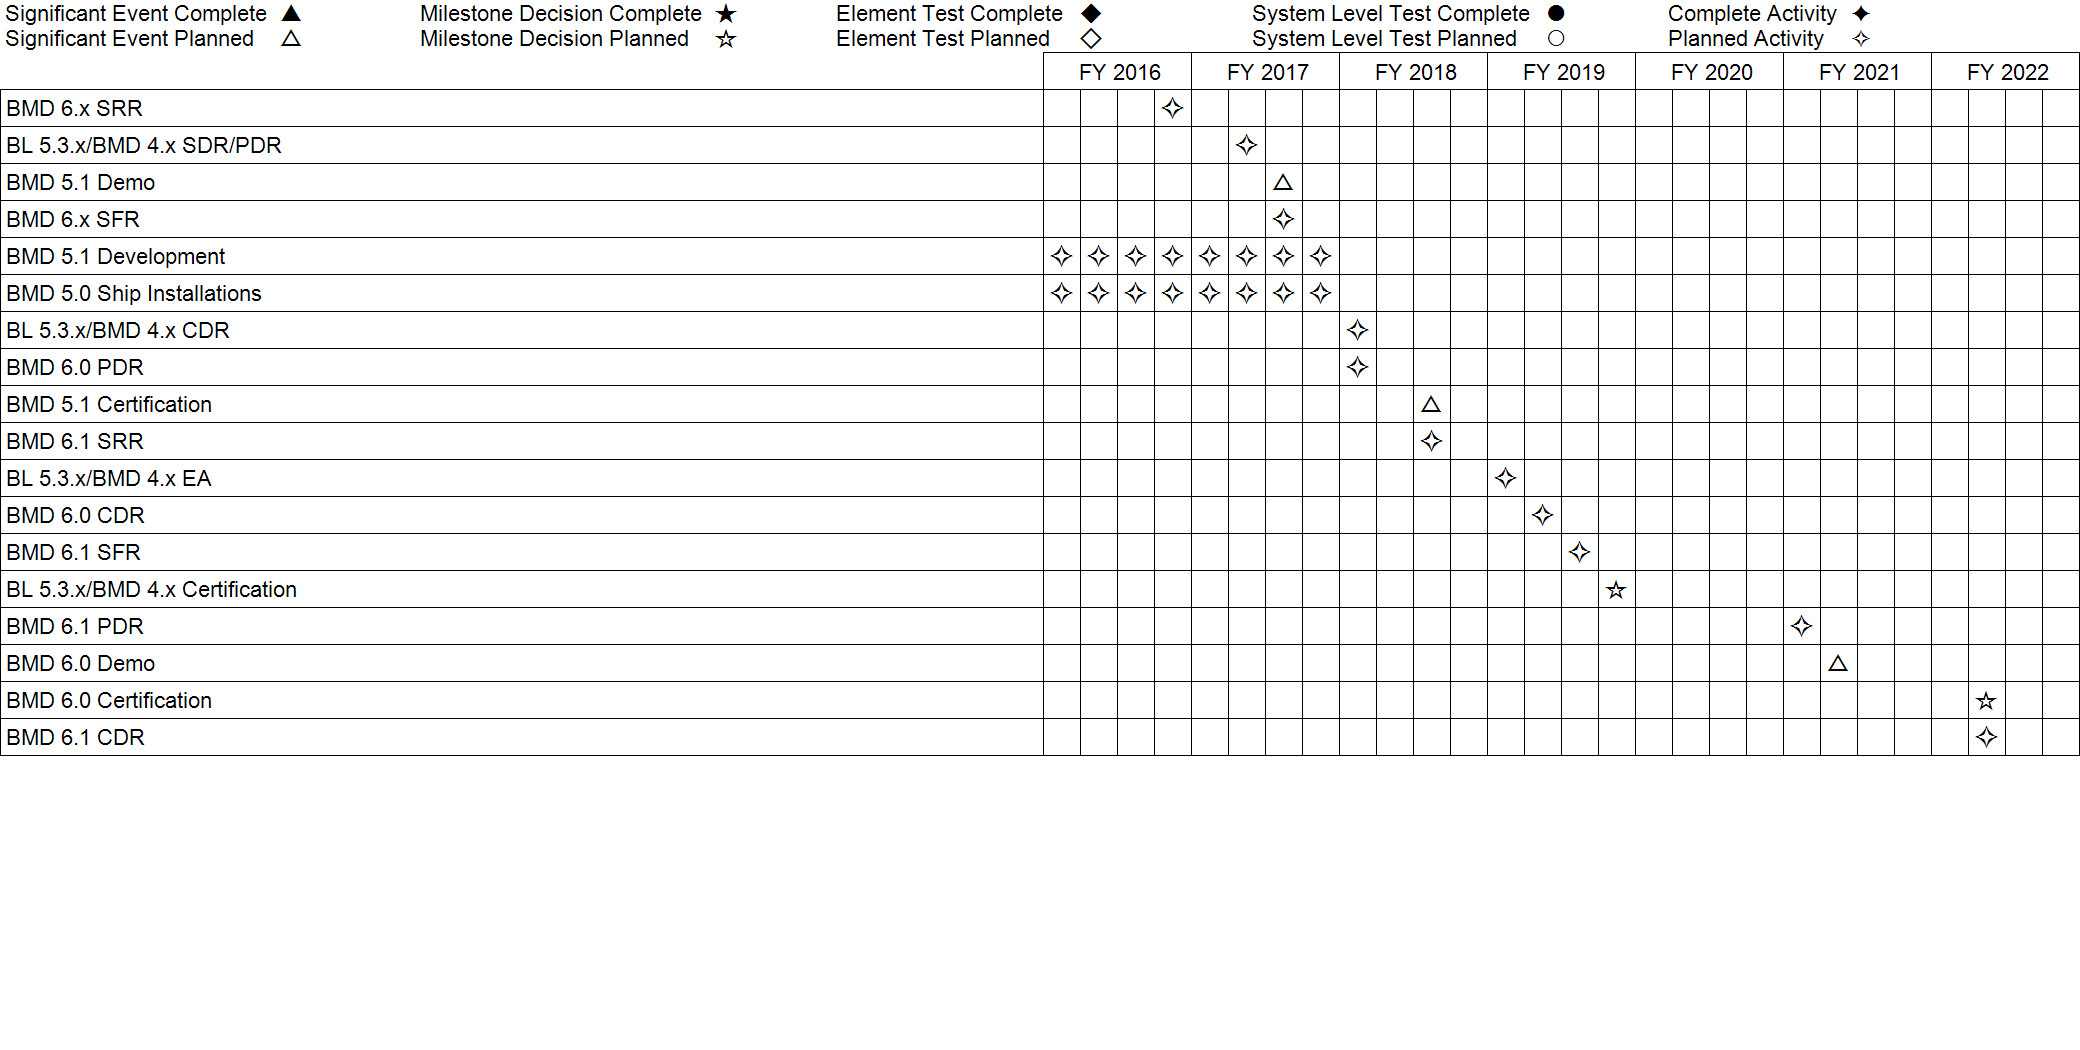 Significant Event Complete ▲ Milestone Decision Complete ★ Element Test Complete ◆ System Level Test Complete ● Complete Activity ✦
Significant Event Planned △ Milestone Decision Planned ☆ Element Test Planned ◇ System Level Test Planned ○ Planned Activity ✧
FY 2016 FY 2017 FY 2018 FY 2019 FY 2020 FY 2021 FY 2022
BMD 6.x SRR ✧
BL 5.3.x/BMD 4.x SDR/PDR ✧
BMD 5.1 Demo △
BMD 6.x SFR ✧
BMD 5.1 Development ✧ ✧ ✧ ✧ ✧ ✧ ✧ ✧
BMD 5.0 Ship Installations ✧ ✧ ✧ ✧ ✧ ✧ ✧ ✧
BL 5.3.x/BMD 4.x CDR ✧
BMD 6.0 PDR ✧
BMD 5.1 Certification △
BMD 6.1 SRR ✧
BL 5.3.x/BMD 4.x EA ✧
BMD 6.0 CDR ✧
BMD 6.1 SFR ✧
BL 5.3.x/BMD 4.x Certification ☆
BMD 6.1 PDR ✧
BMD 6.0 Demo △
BMD 6.0 Certification ☆
BMD 6.1 CDR ✧